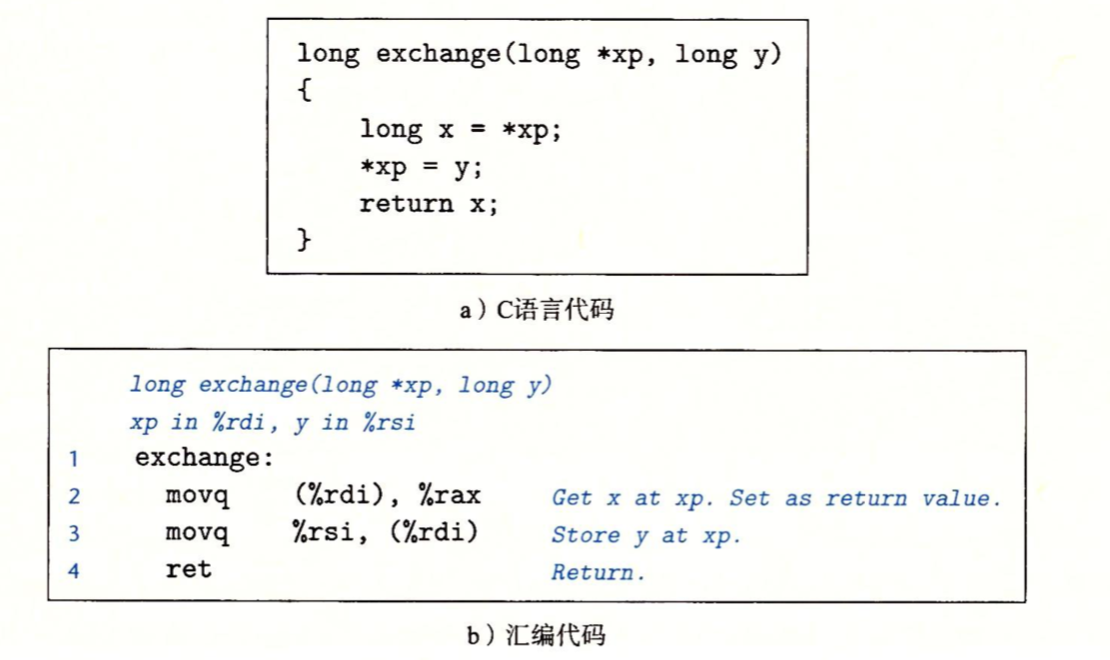 long exchange(long *xp, long y)
{
    long x = *xp;
    *xp = y;
    return x;
}
a）C语言代码
long exchange(long *xp, long y)
xp in %rdi, y in %rsi
1 exchange:
2 movq (%rdi), %rax Get x at xp. Set as return value.
3 movq %rsi, (%rdi) Store y at xp.
4 ret Return.
b）汇编代码